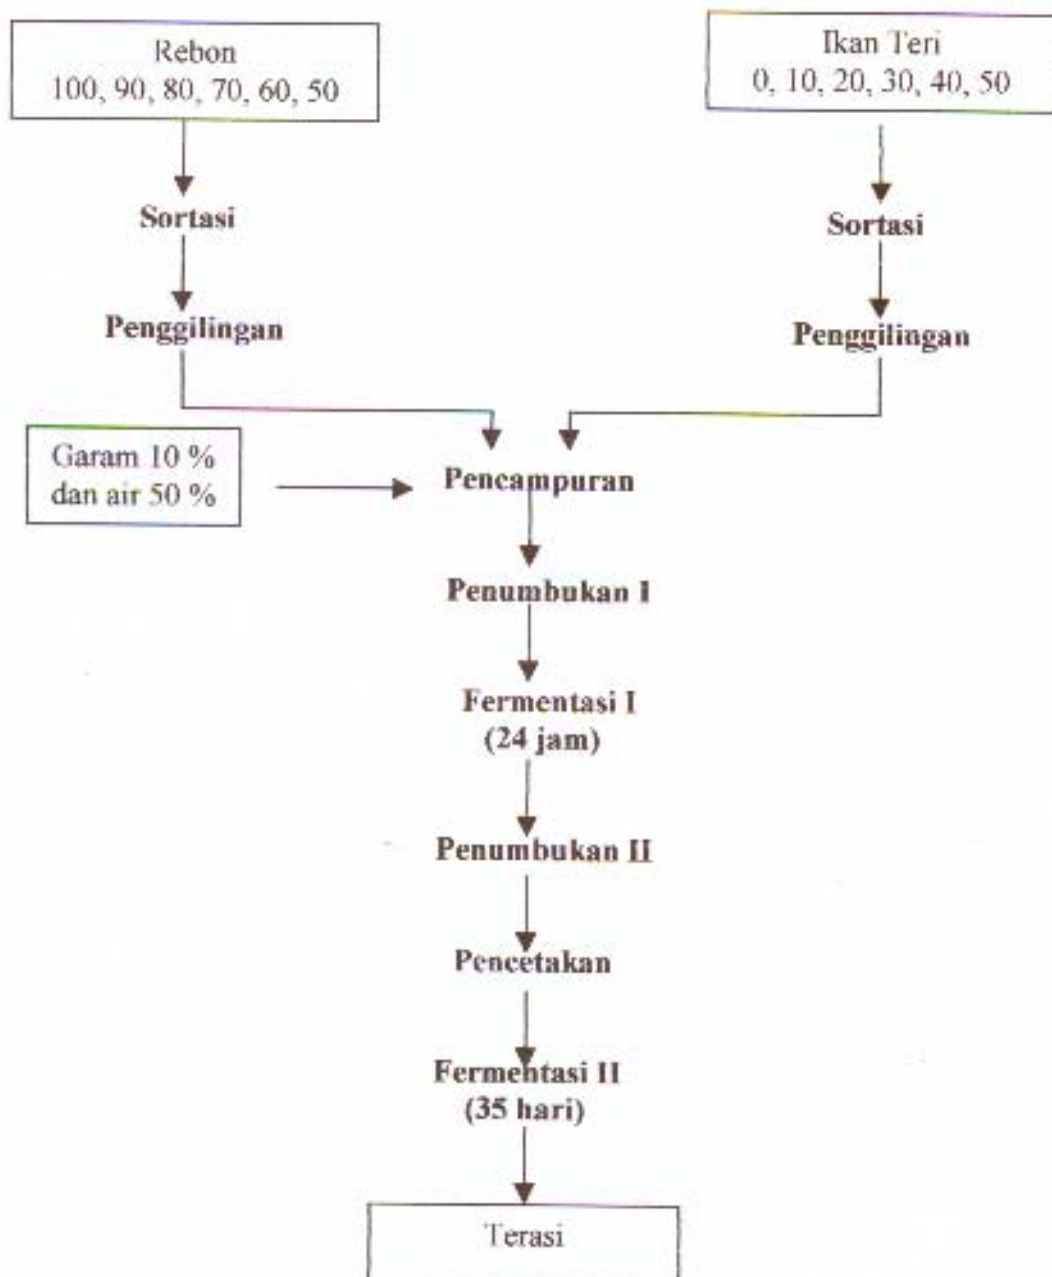 Rebon
100, 90, 80, 70, 60, 50
Ikan Teri
0, 10, 20, 30, 40, 50
Sortasi
Sortasi
Penggilingan
Penggilingan
Garam 10 %
dan air 50 %
Pencampuran
Penumbukan I
Fermentasi I
(24 jam)
Penumbukan II
Pencetakan
Fermentasi II
(35 hari)
Terasi